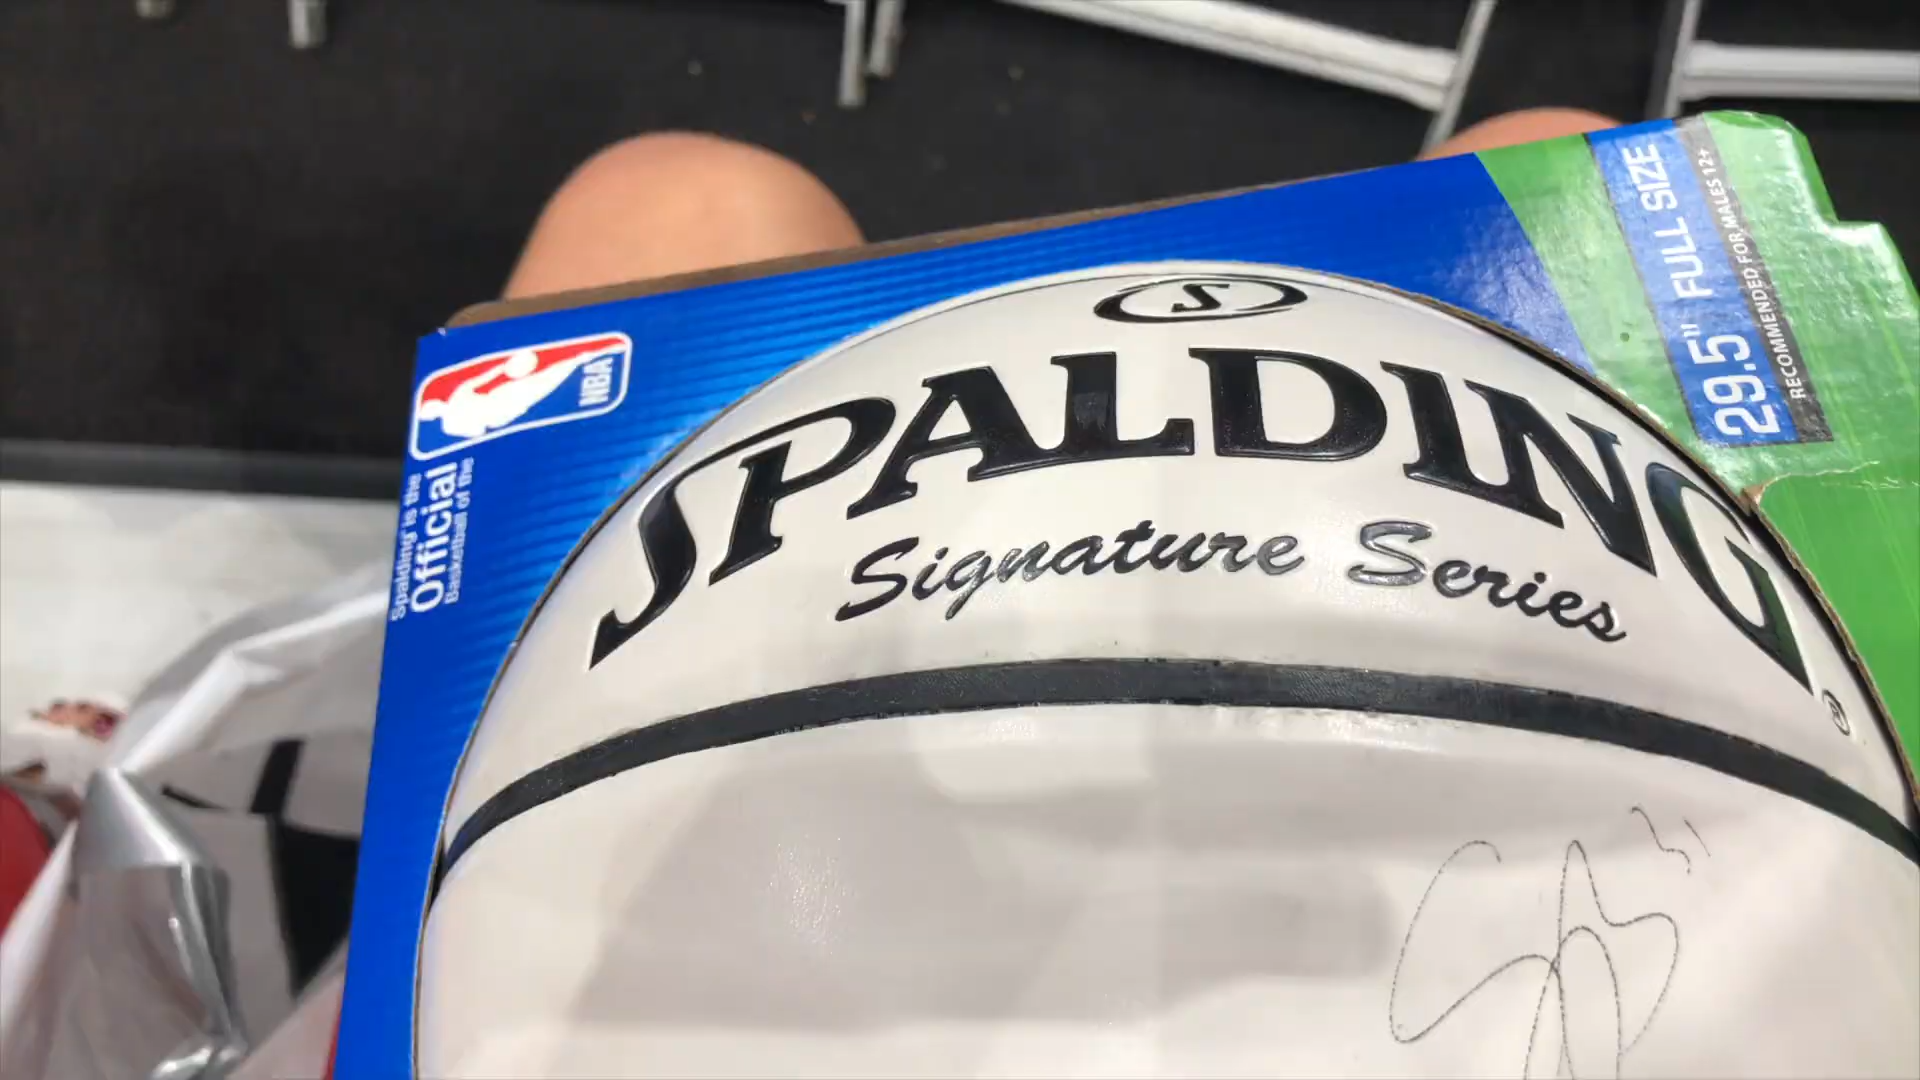 NBA
Spalding is the
Official
Basketball of the
S
SPALDING®
Signature Series
29.5" FULL SIZE
RECOMMENDED FOR MALES 12+